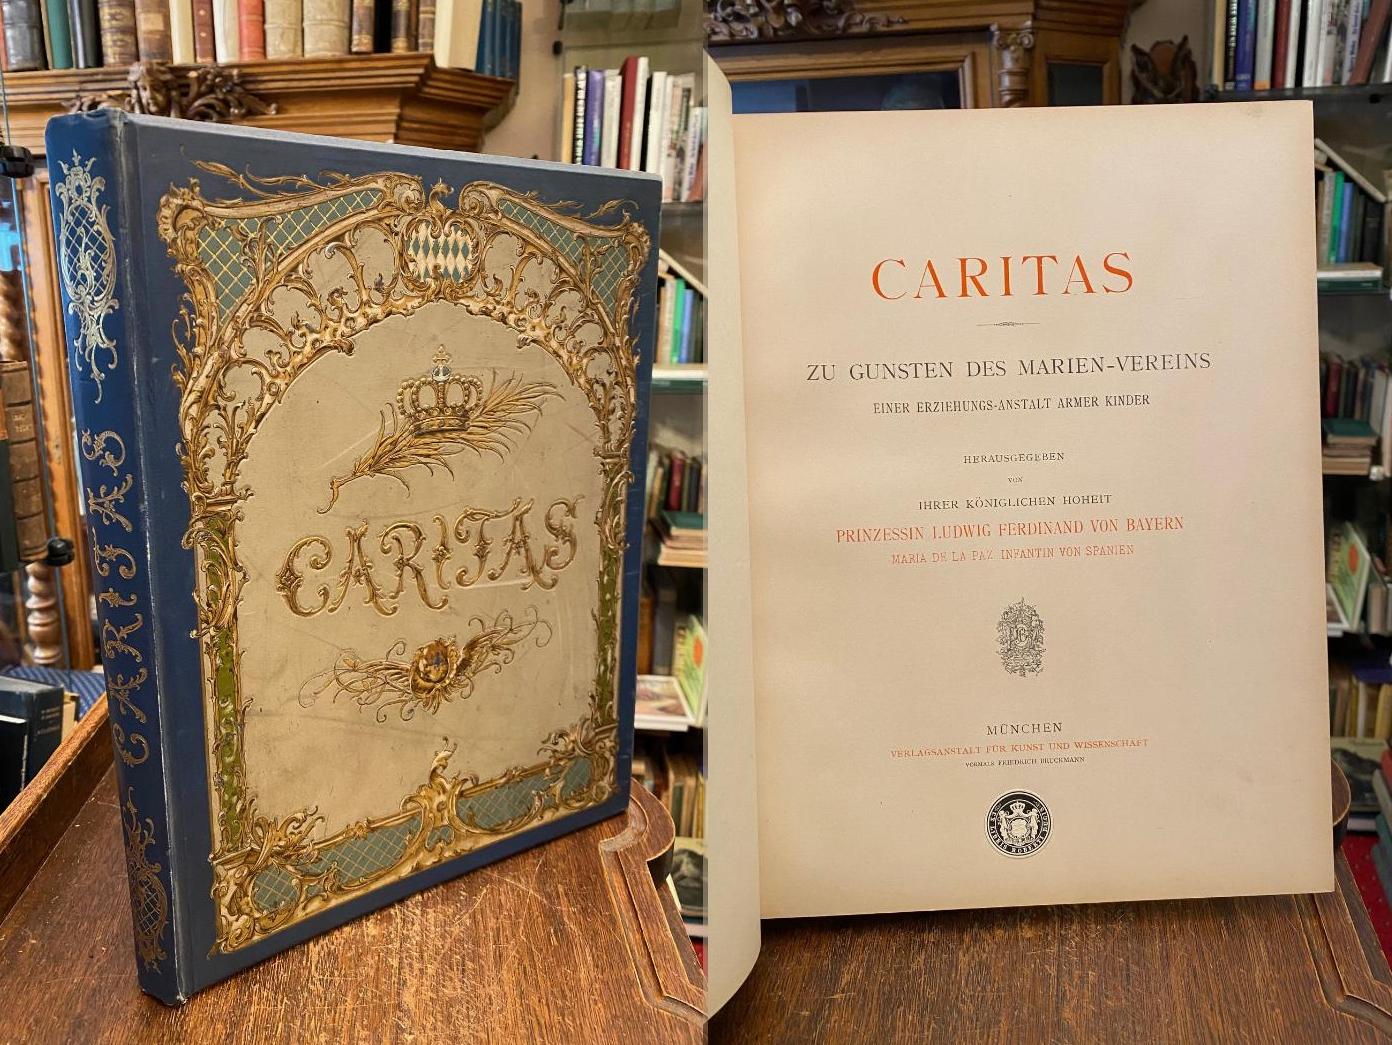 CARITAS
CARITAS
CARITAS
ZU GUNSTEN DES MARIEN-VEREINS
EINER ERZIEHUNGS-ANSTALT ARMER KINDER
HERAUSGEGEBEN
VON
IHRER KÖNIGLICHEN HOHEIT
PRINZESSIN LUDWIG FERDINAND VON BAYERN
MARIA DE LA PAZ INFANTIN VON SPANIEN
MÜNCHEN
VERLAGSANSTALT FÜR KUNST UND WISSENSCHAFT
VORMALS FRIEDRICH BRUCKMANN